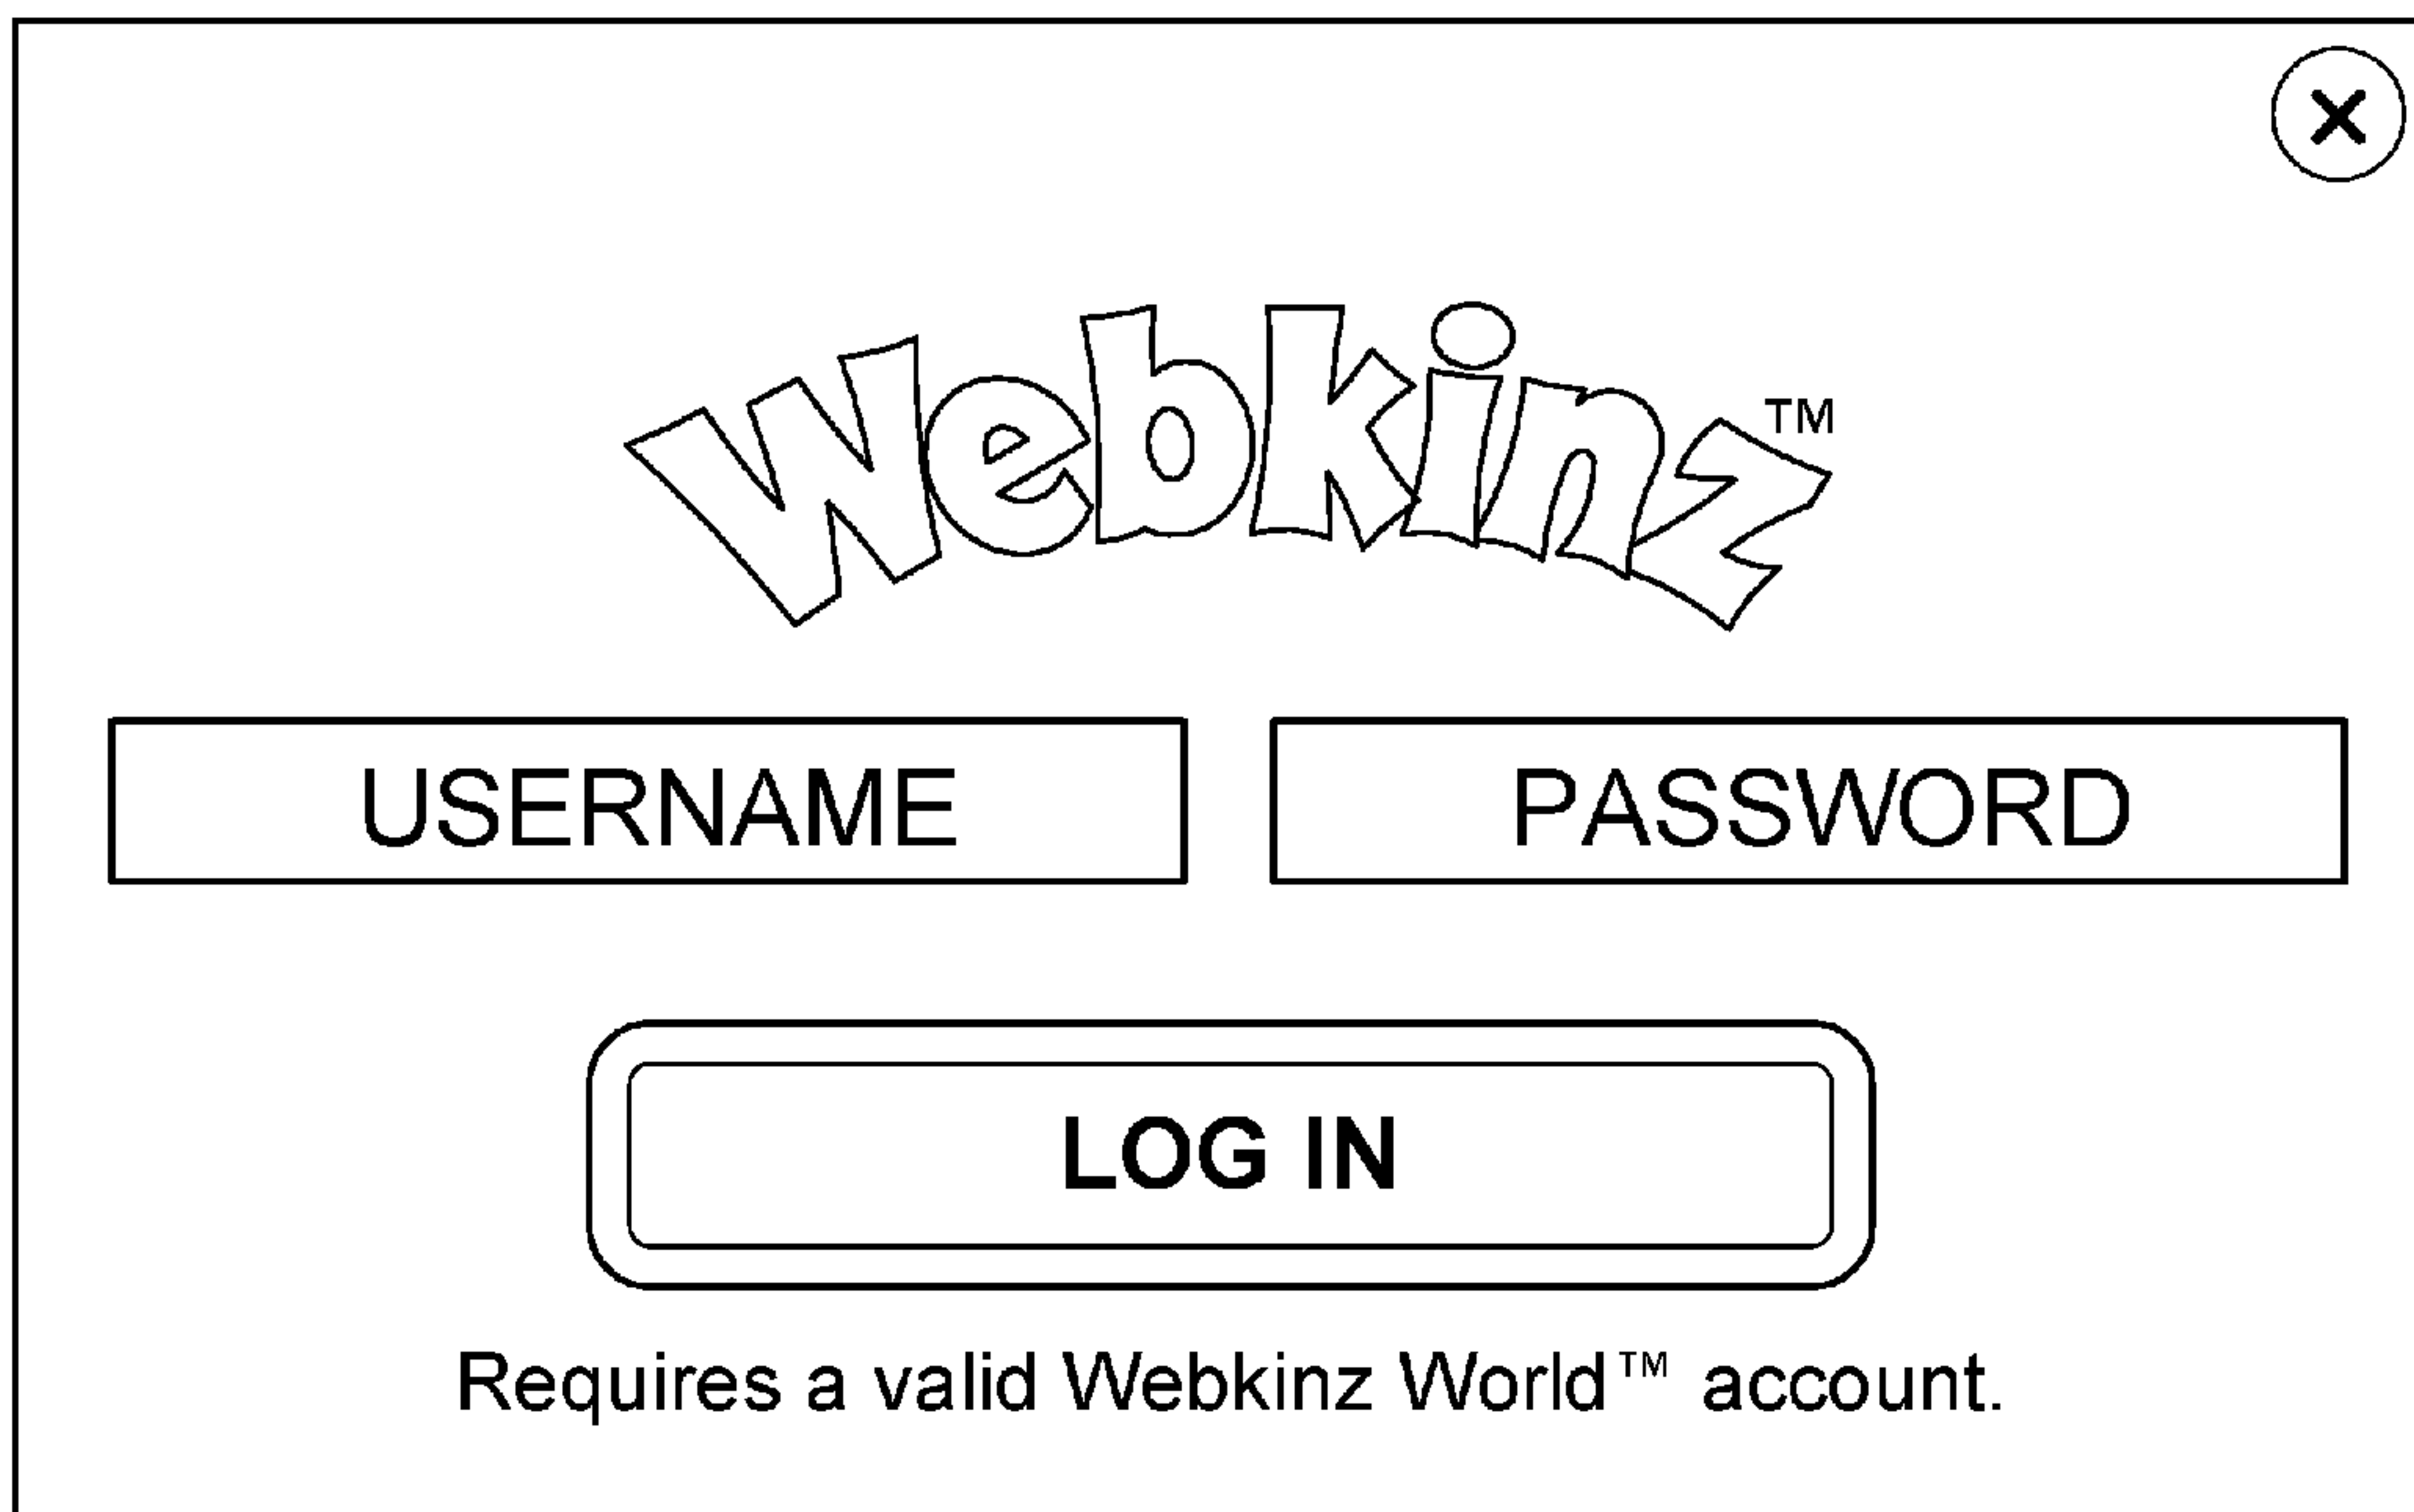 Webkinz™
USERNAME PASSWORD
LOG IN
Requires a valid Webkinz World™ account.